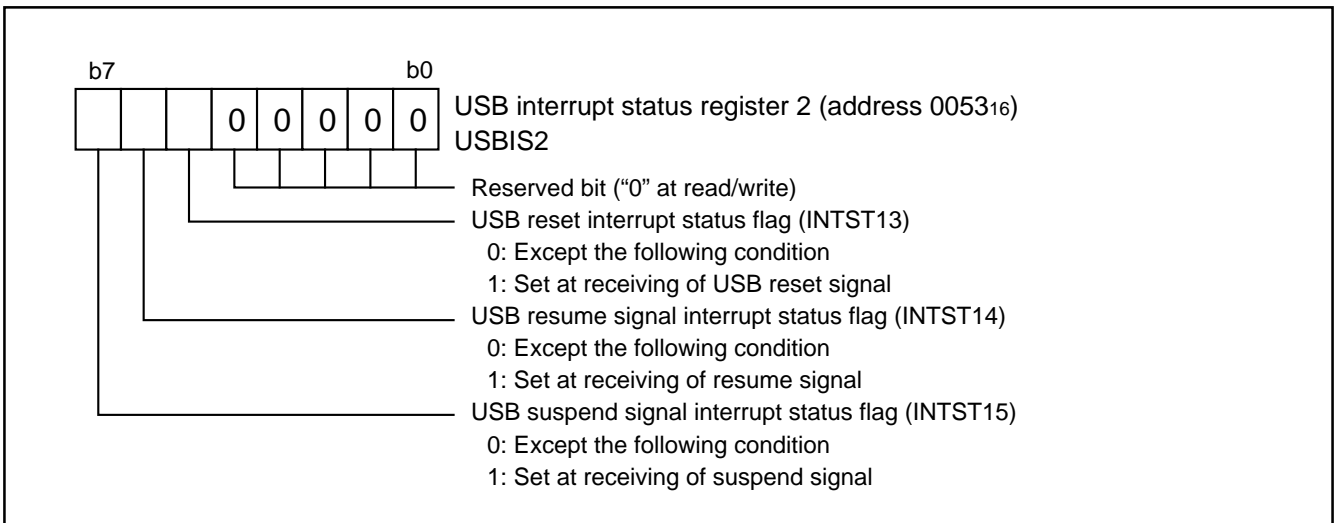 b7 b0
0 0 0 0 0
USB interrupt status register 2 (address 005316)
USBIS2
Reserved bit (“0” at read/write)
USB reset interrupt status flag (INTST13)
0: Except the following condition
1: Set at receiving of USB reset signal
USB resume signal interrupt status flag (INTST14)
0: Except the following condition
1: Set at receiving of resume signal
USB suspend signal interrupt status flag (INTST15)
0: Except the following condition
1: Set at receiving of suspend signal